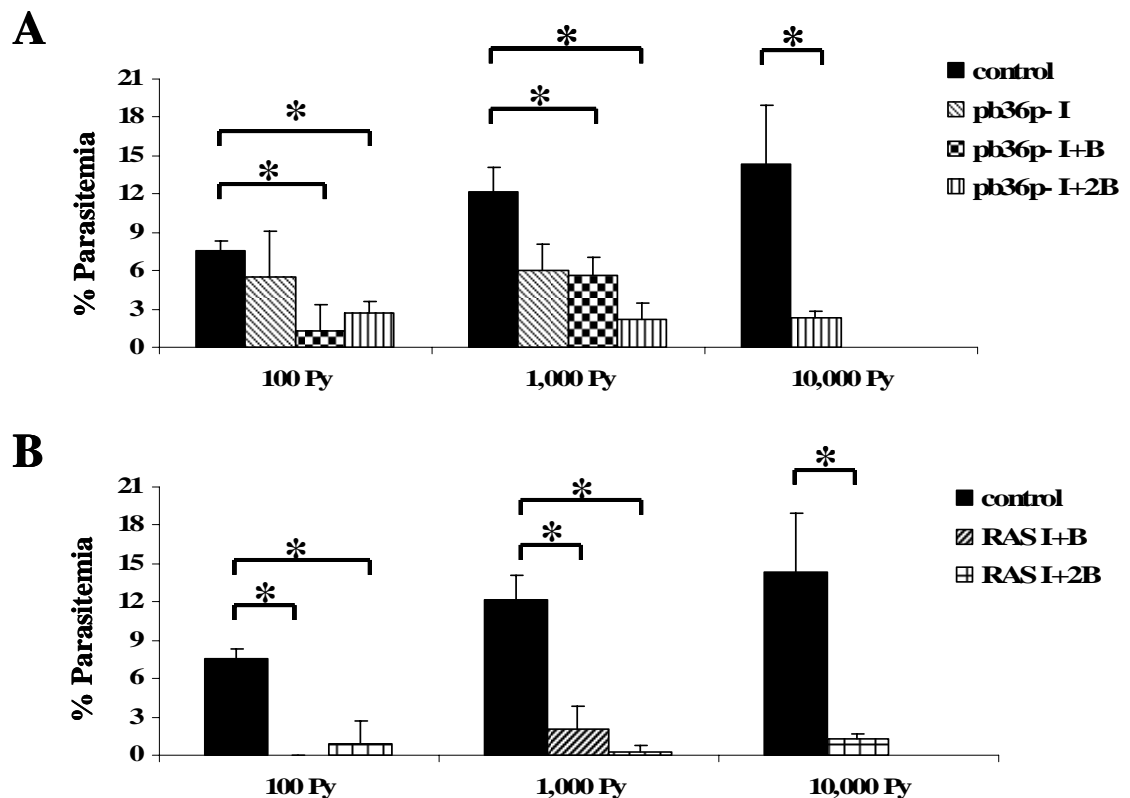 A
*
*
*
*
*
% Parasitemia
21
18
15
12
9
6
3
0
100 Py
1,000 Py
10,000 Py
control
pb36p- I
pb36p- I+B
pb36p- I+2B
B
*
*
*
*
*
% Parasitemia
21
18
15
12
9
6
3
0
100 Py
1,000 Py
10,000 Py
control
RAS I+B
RAS I+2B